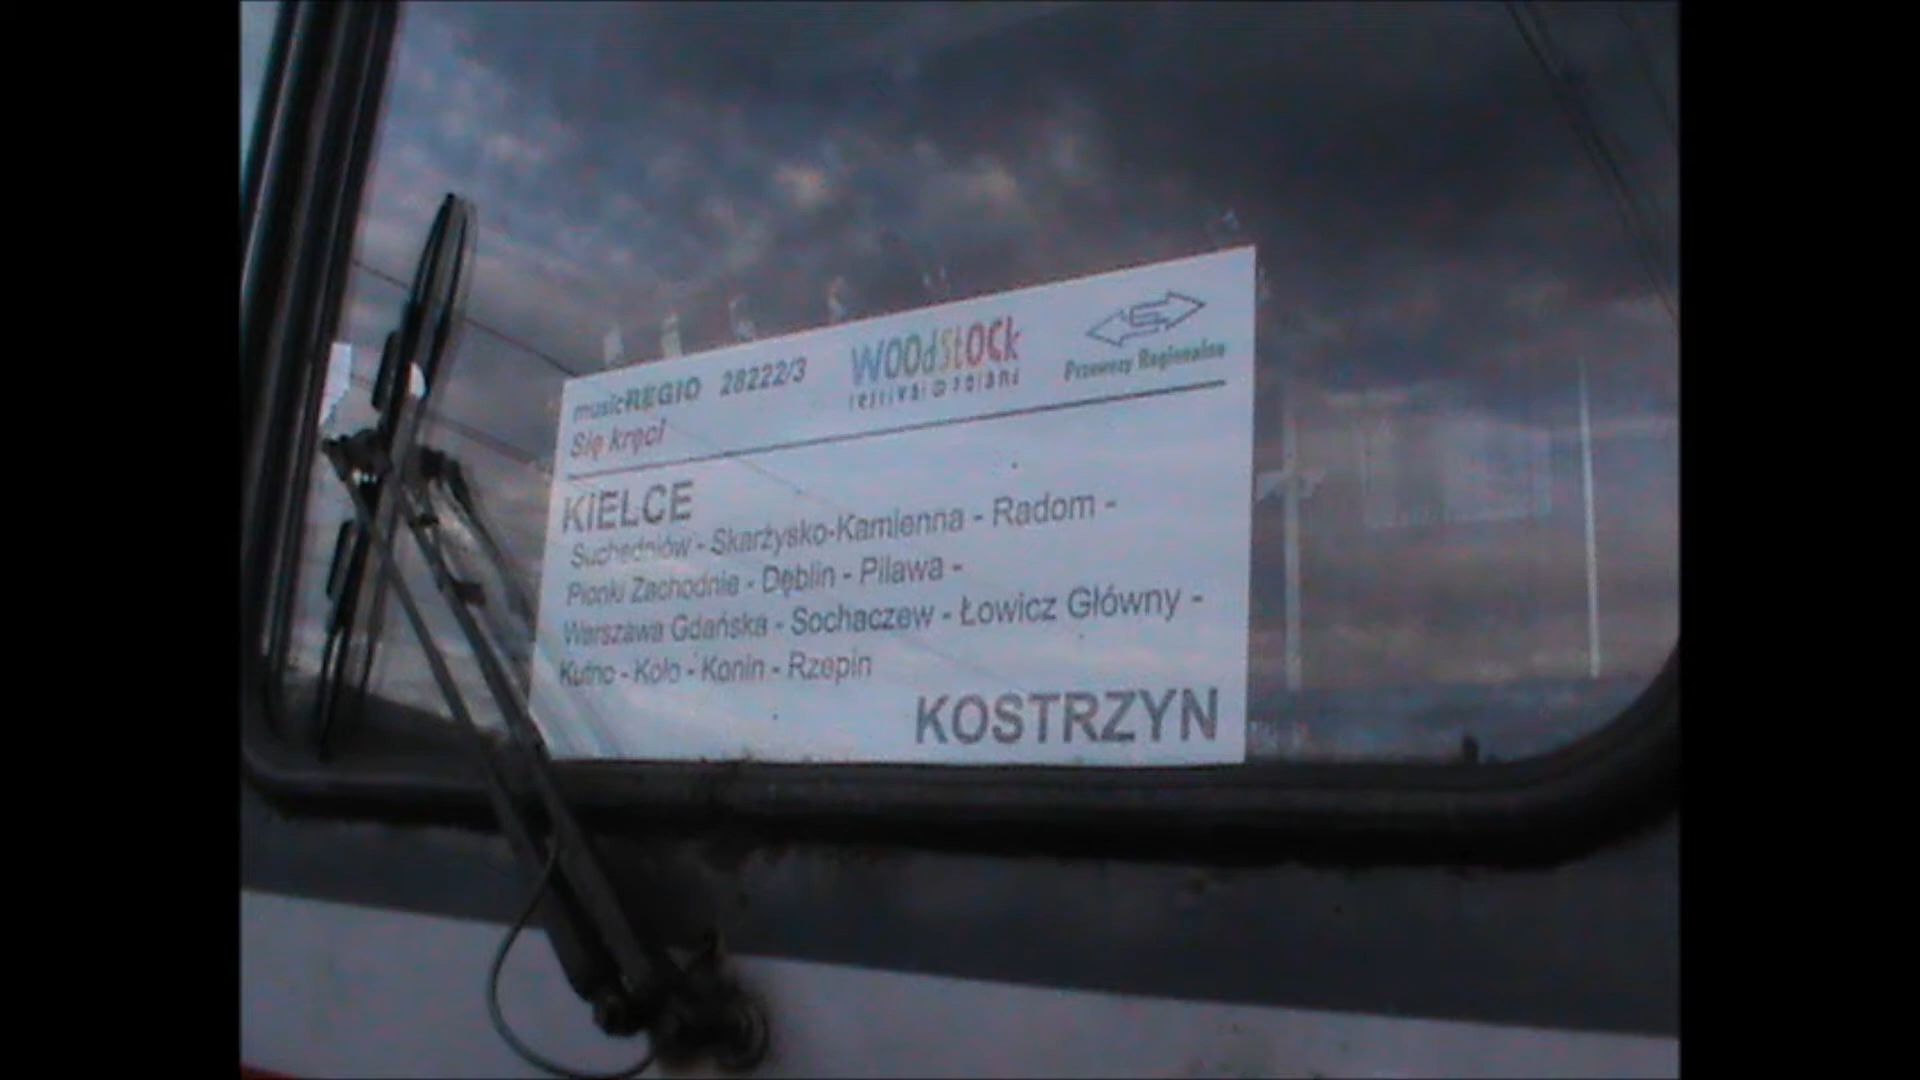 musicREGIO 28222/3
Się kręci
WOODSTOCK
FESTIWAL POLAND
Przewozy Regionalne
KIELCE
Suchedniów - Skarżysko-Kamienna - Radom -
Pionki Zachodnie - Dęblin - Pilawa -
Warszawa Gdańska - Sochaczew - Łowicz Główny -
Kutno - Koło - Konin - Rzepin
KOSTRZYN